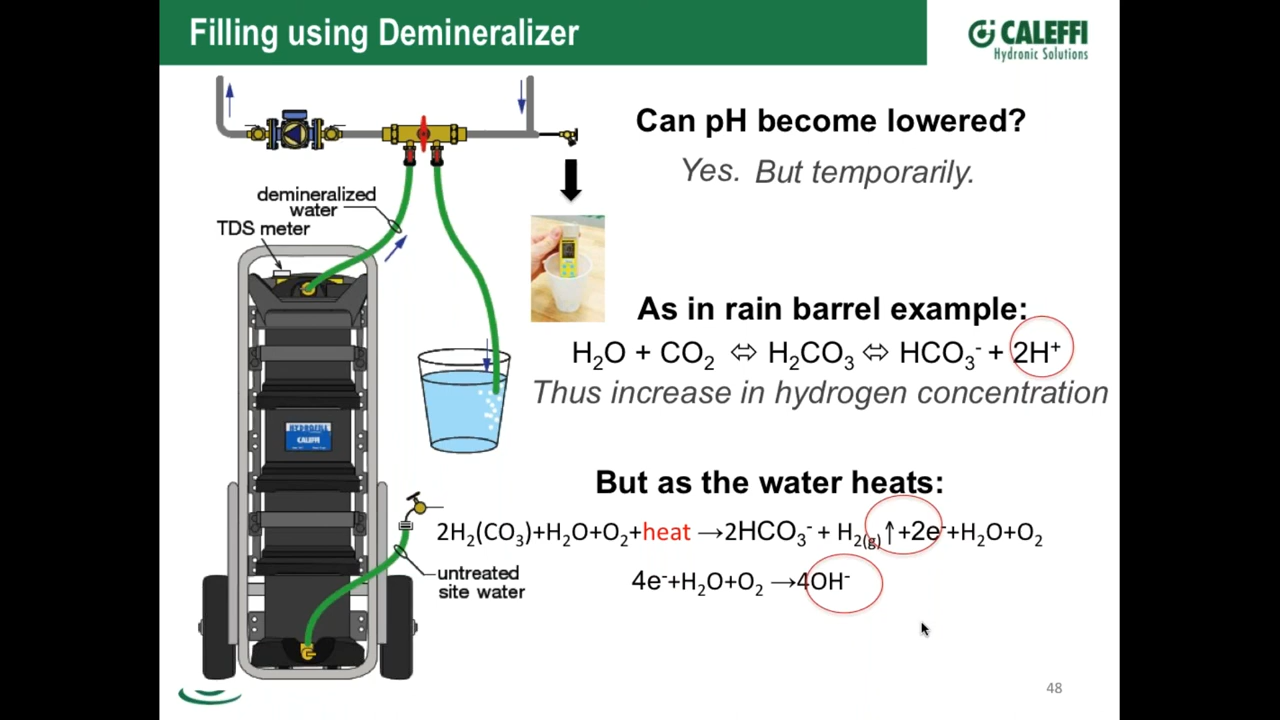 Filling using Demineralizer
CALEFFI
Hydronic Solutions
Can pH become lowered?
Yes. But temporarily.
demineralized
water
TDS meter
As in rain barrel example:
H₂O + CO₂ ⬄ H₂CO₃ ⬄ HCO₃⁻ + 2H⁺
Thus increase in hydrogen concentration
HYDROFILL
CALEFFI
But as the water heats:
2H₂(CO₃)+H₂O+O₂+heat →2HCO₃⁻ + H₂₍g₎↑+2e⁻+H₂O+O₂
4e⁻+H₂O+O₂ →4OH⁻
untreated
site water
48